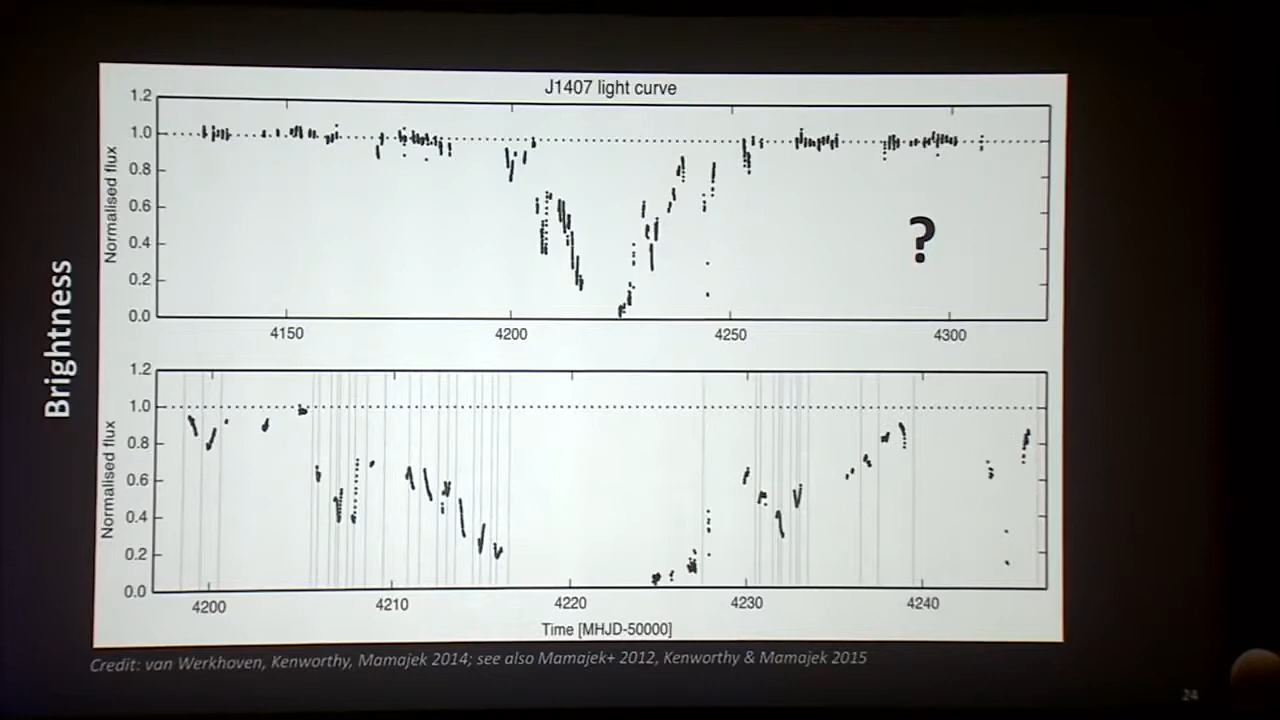 J1407 light curve
1.2
1.0
0.8
0.6
0.4
0.2
0.0
Normalised flux
?
4150 4200 4250 4300
Brightness
1.2
1.0
0.8
0.6
0.4
0.2
0.0
Normalised flux
4200 4210 4220 4230 4240
Time [MHJD-50000]
Credit: van Werkhoven, Kenworthy, Mamajek 2014; see also Mamajek+ 2012, Kenworthy & Mamajek 2015
24